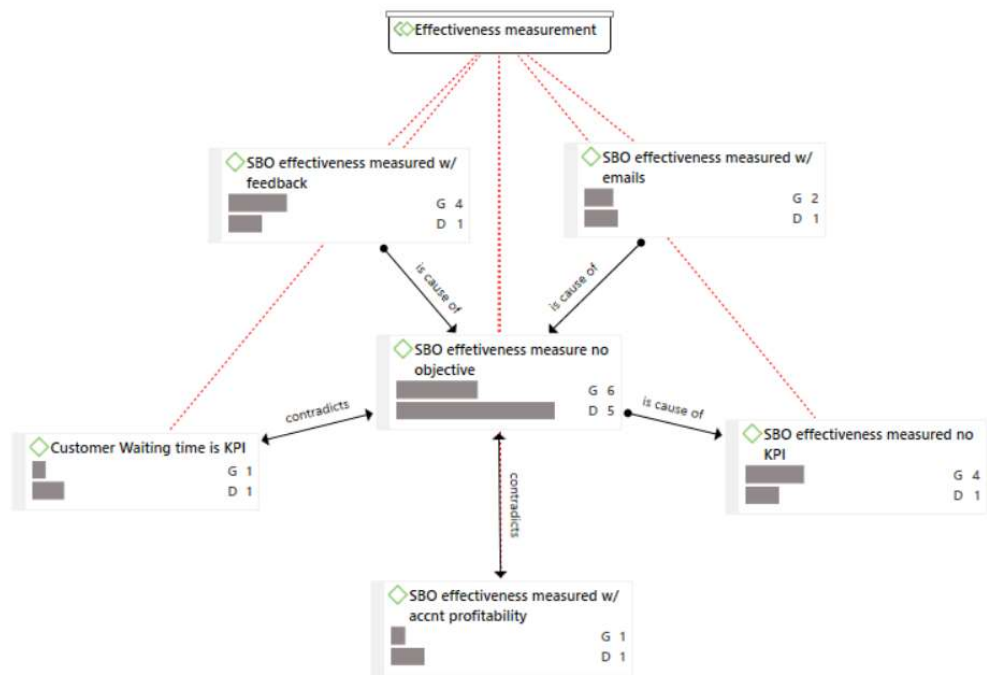 Effectiveness measurement
SBO effectiveness measured w/
feedback
G 4
D 1
SBO effectiveness measured w/
emails
G 2
D 1
is cause of
is cause of
SBO effetiveness measure no
objective
G 6
D 5
contradicts
is cause of
contradicts
Customer Waiting time is KPI
G 1
D 1
SBO effectiveness measured no
KPI
G 4
D 1
SBO effectiveness measured w/
accnt profitability
G 1
D 1